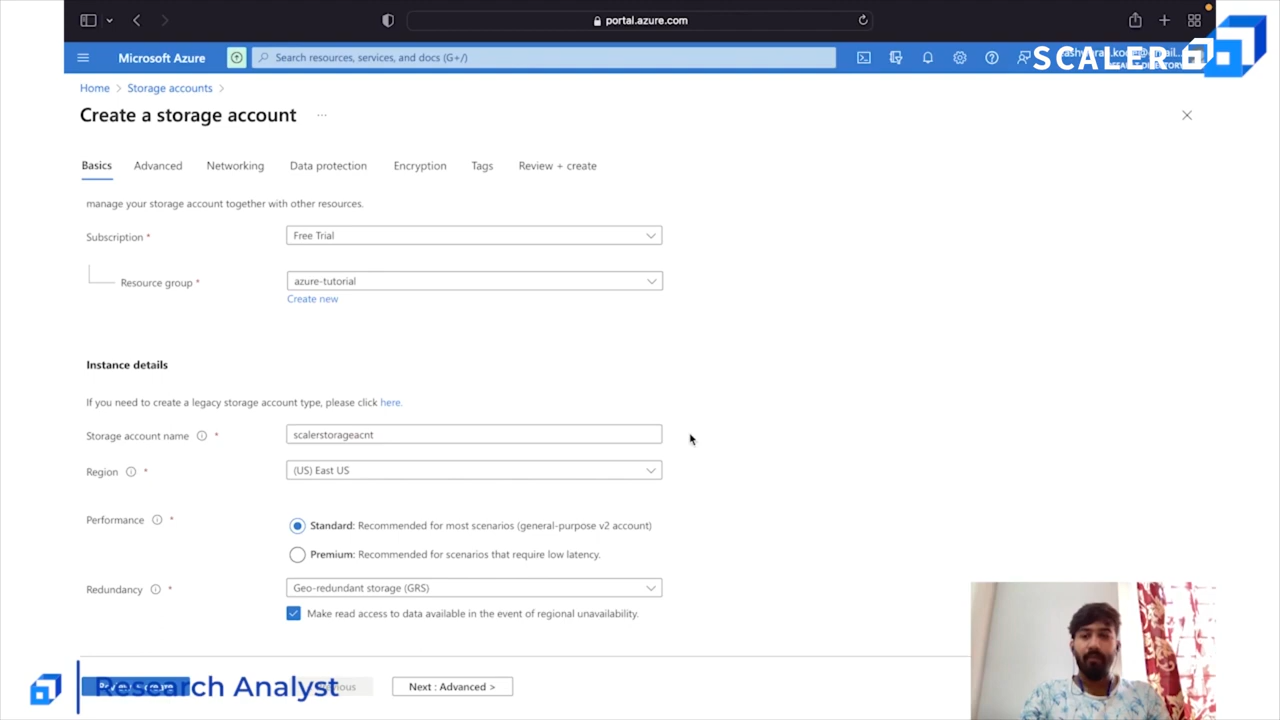 portal.azure.com
Microsoft Azure
Search resources, services, and docs (G+/)
SCALER
Home > Storage accounts >
Create a storage account ...
Basics Advanced Networking Data protection Encryption Tags Review + create
manage your storage account together with other resources.
Subscription * Free Trial
Resource group * azure-tutorial
Create new
Instance details
If you need to create a legacy storage account type, please click here.
Storage account name * scalerstorageacnt
Region * (US) East US
Performance * Standard: Recommended for most scenarios (general-purpose v2 account)
Premium: Recommended for scenarios that require low latency.
Redundancy * Geo-redundant storage (GRS)
Make read access to data available in the event of regional unavailability.
Research Analyst
Next : Advanced >